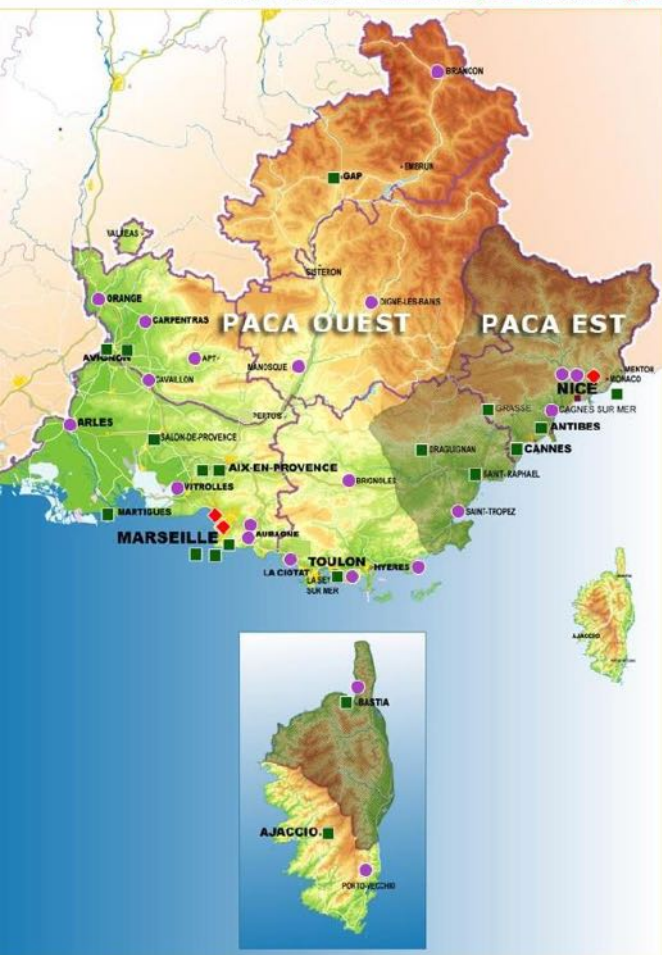 BRIANCON
EMBRUN
GAP
VALREAS
SISTERON
ORANGE
DIGNE-LES-BAINS
CARPENTRAS
PACA OUEST
PACA EST
AVIGNON
APT
MANOSQUE
MENTON
MONACO
CAVAILLON
NICE
CAGNES SUR MER
GRASSE
PERTUIS
ARLES
ANTIBES
SALON-DE-PROVENCE
DRAGUIGNAN
CANNES
AIX-EN-PROVENCE
SAINT-RAPHAEL
VITROLLES
BRIGNOLES
MARTIGUES
SAINT-TROPEZ
MARSEILLE
AUBAGNE
TOULON
HYERES
LA CIOTAT
LA SEY
SUR MER
AJACCIO
BASTIA
AJACCIO
PORTO-VECCHIO